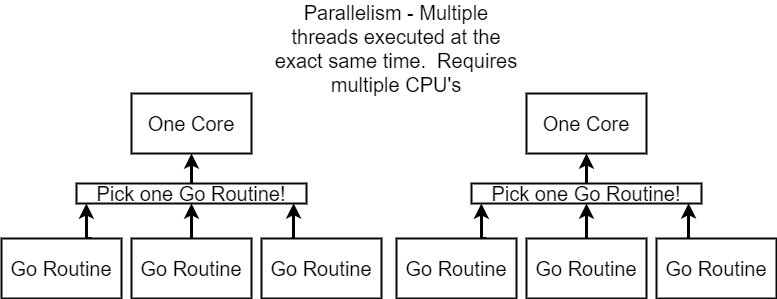 Parallelism - Multiple
threads executed at the
exact same time.  Requires
multiple CPU's
One Core
One Core
Pick one Go Routine!
Pick one Go Routine!
Go Routine
Go Routine
Go Routine
Go Routine
Go Routine
Go Routine